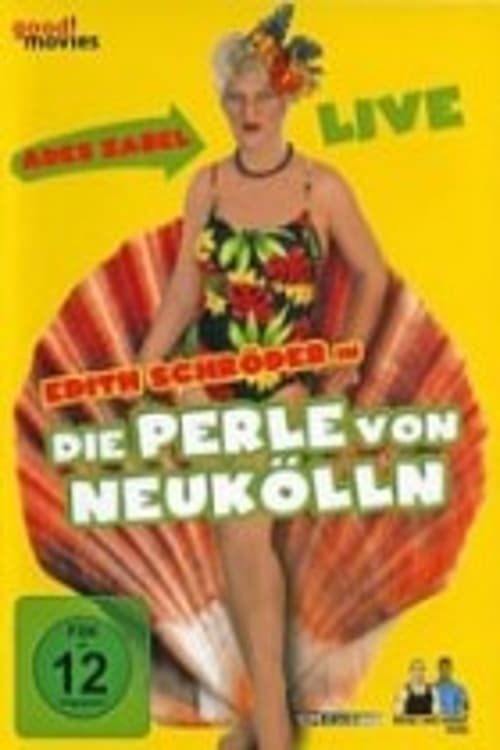 good!
movies
ADES ZABEL
LIVE
EDITH SCHRÖDER IN
DIE PERLE VON
NEUKÖLLN
FSK
12